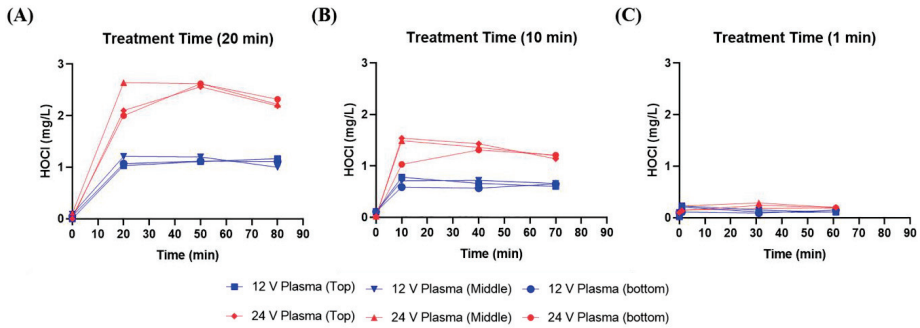 (A)
Treatment Time (20 min)
HOCl (mg/L)
3
2
1
0
0 10 20 30 40 50 60 70 80 90
Time (min)
(B)
Treatment Time (10 min)
HOCl (mg/L)
3
2
1
0
0 10 20 30 40 50 60 70 80 90
Time (min)
(C)
Treatment Time (1 min)
HOCl (mg/L)
3
2
1
0
0 10 20 30 40 50 60 70 80 90
Time (min)
12 V Plasma (Top) 12 V Plasma (Middle) 12 V Plasma (bottom)
24 V Plasma (Top) 24 V Plasma (Middle) 24 V Plasma (bottom)